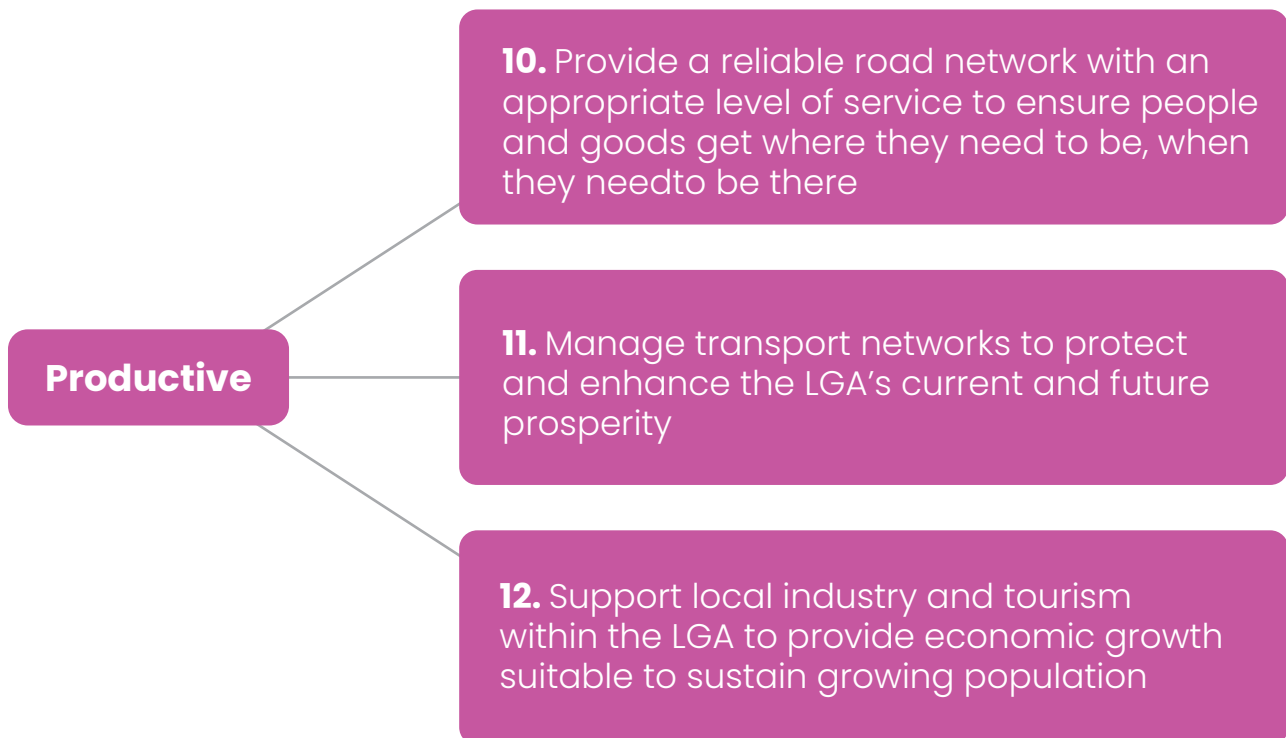 10. Provide a reliable road network with an
appropriate level of service to ensure people
and goods get where they need to be, when
they needto be there
Productive
11. Manage transport networks to protect
and enhance the LGA’s current and future
prosperity
12. Support local industry and tourism
within the LGA to provide economic growth
suitable to sustain growing population